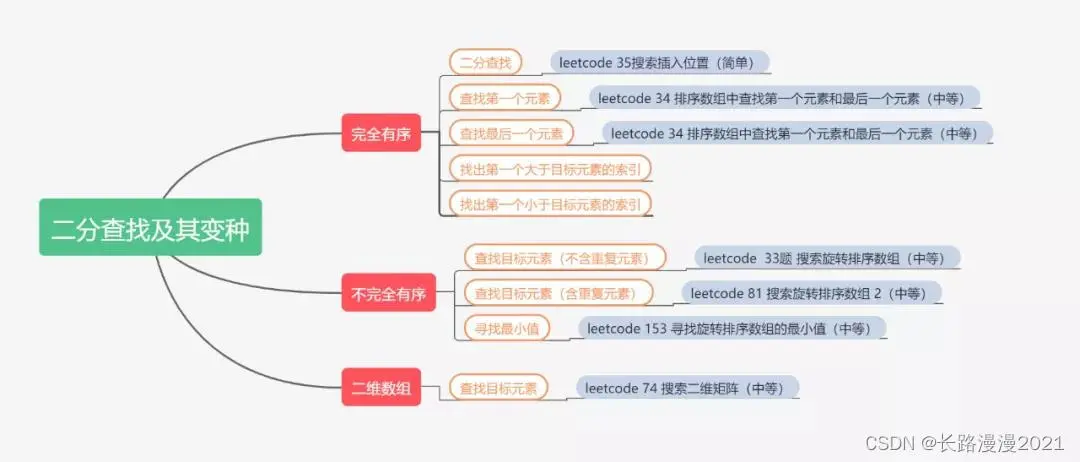 二分查找
leetcode 35搜索插入位置（简单）
查找第一个元素
leetcode 34 排序数组中查找第一个元素和最后一个元素（中等）
完全有序
查找最后一个元素
leetcode 34 排序数组中查找第一个元素和最后一个元素（中等）
找出第一个大于目标元素的索引
找出第一个小于目标元素的索引
二分查找及其变种
查找目标元素（不含重复元素）
leetcode 33题 搜索旋转排序数组（中等）
不完全有序
查找目标元素（含重复元素）
leetcode 81 搜索旋转排序数组 2（中等）
寻找最小值
leetcode 153 寻找旋转排序数组的最小值（中等）
二维数组
查找目标元素
leetcode 74 搜索二维矩阵（中等）
CSDN @长路漫漫2021